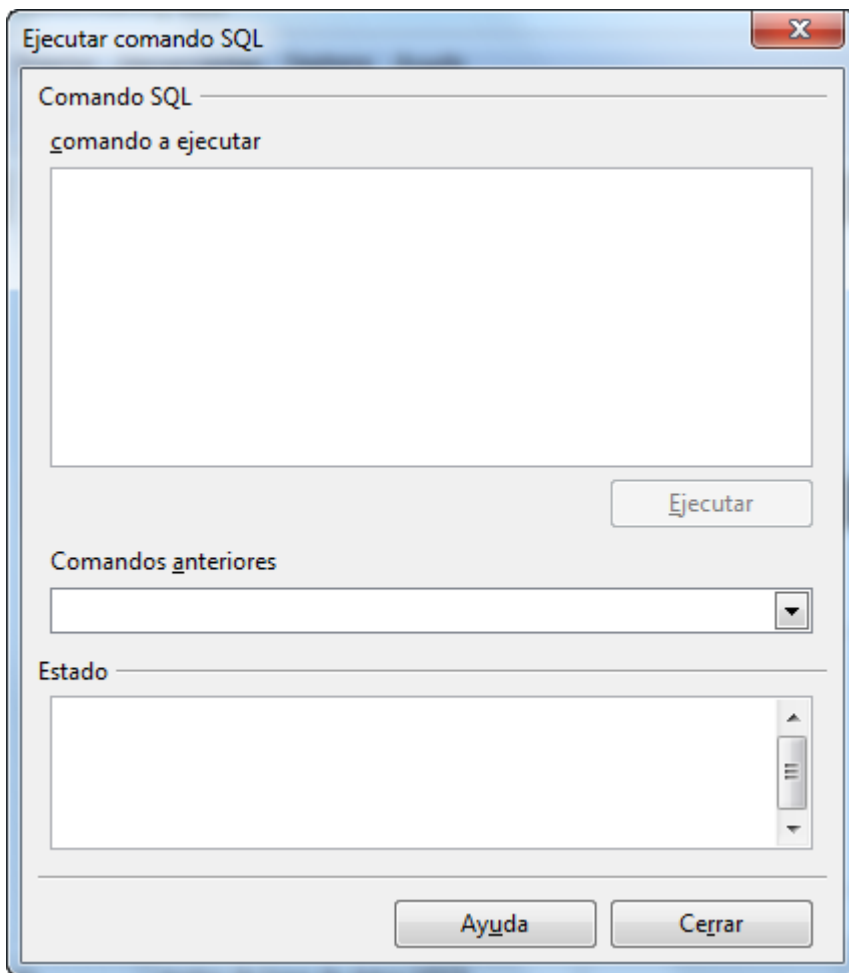 Ejecutar comando SQL
Comando SQL
comando a ejecutar
Ejecutar
Comandos anteriores
Estado
Ayuda
Cerrar